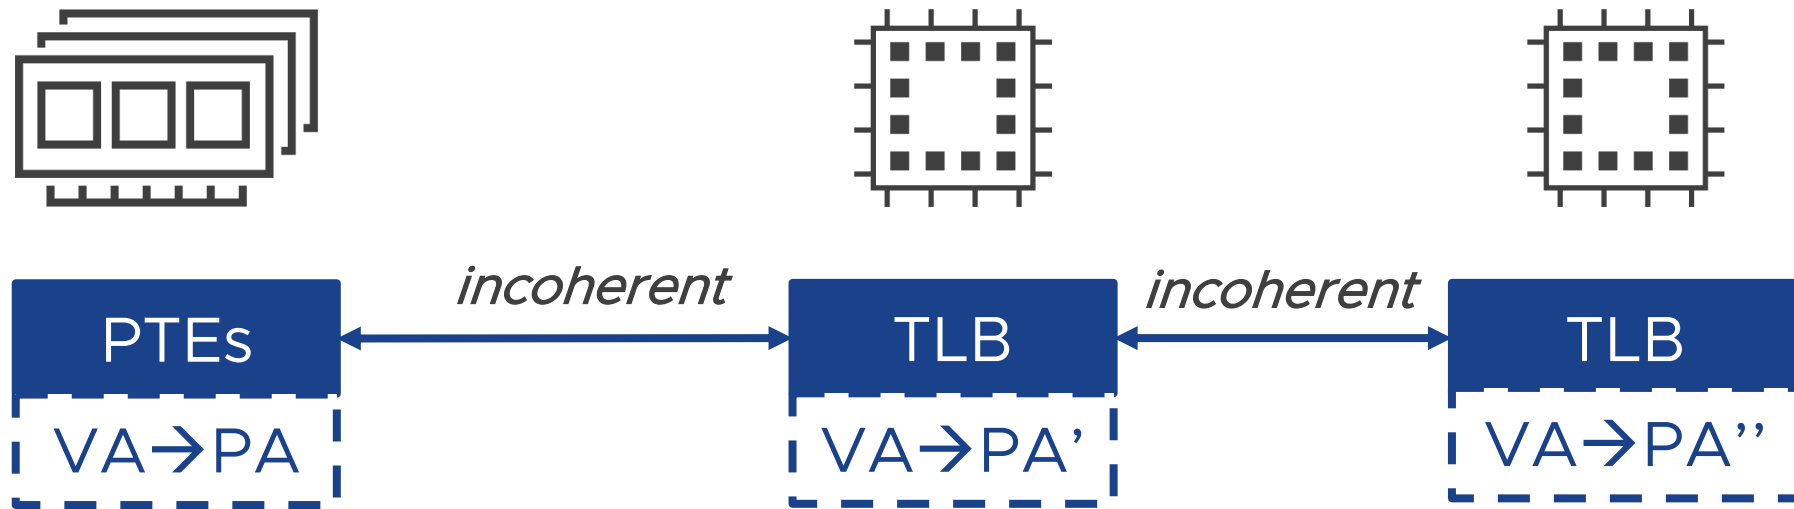 incoherent
incoherent
PTEs
TLB
TLB
VA→PA
VA→PA’
VA→PA’’